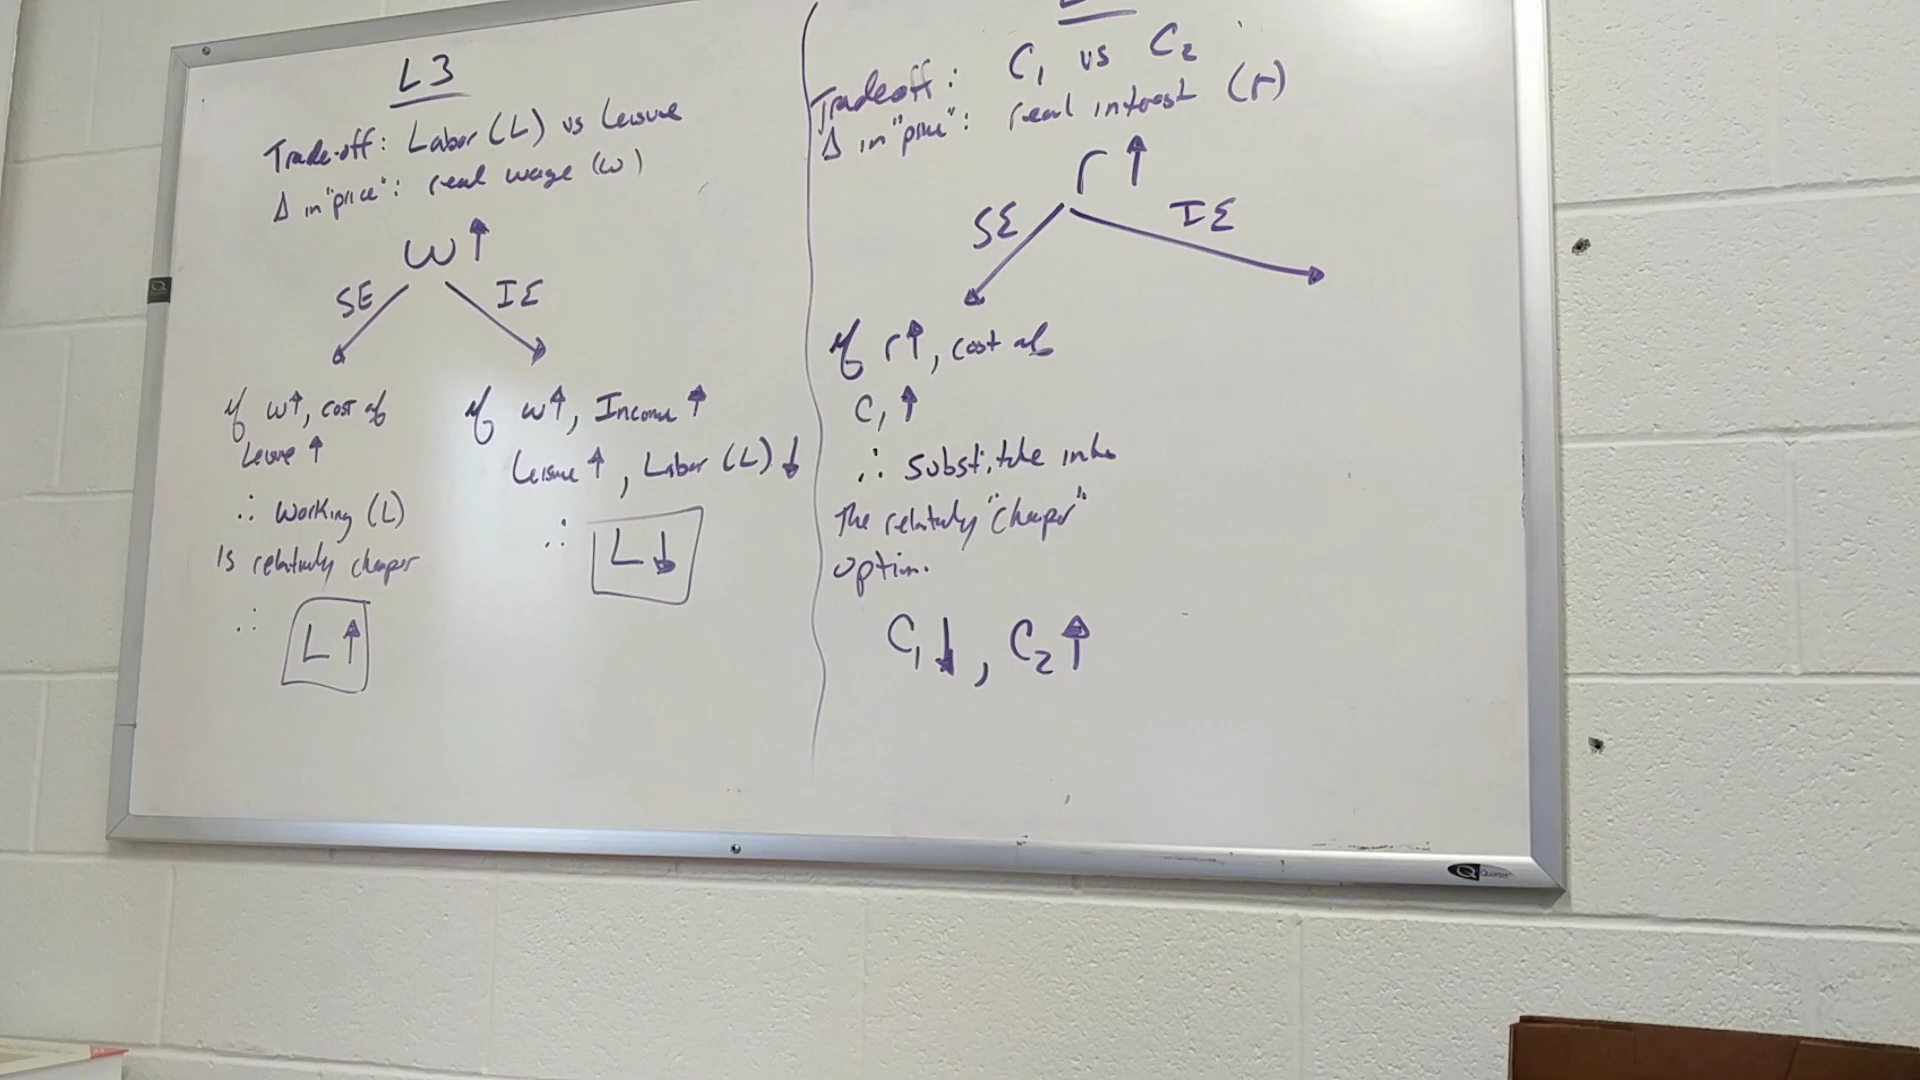 L3
Trade-off: Labor (L) vs Leisure
Δ in "price": real wage (w)
w↑
SE IE
if w↑, cost of
Leisure ↑
∴ Working (L)
Is relatively cheaper
∴ L↑
if w↑, Income ↑
Leisure ↑, Labor (L) ↓
∴ L↓
Tradeoff: C₁ vs C₂
Δ in "price": real interest (r)
r↑
SE IE
if r↑, cost of
C₁ ↑
∴ Substitute into
The relatively "cheaper"
option.
C₁↓, C₂↑
Quartet